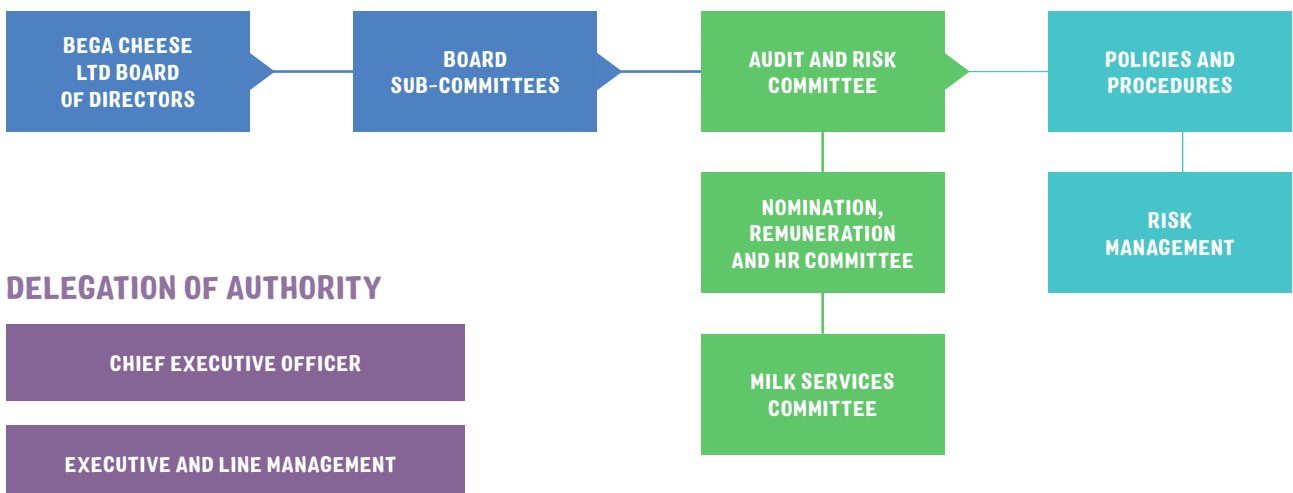 BEGA CHEESE
LTD BOARD
OF DIRECTORS
BOARD
SUB-COMMITTEES
AUDIT AND RISK
COMMITTEE
POLICIES AND
PROCEDURES
NOMINATION,
REMUNERATION
AND HR COMMITTEE
RISK
MANAGEMENT
MILK SERVICES
COMMITTEE
DELEGATION OF AUTHORITY
CHIEF EXECUTIVE OFFICER
EXECUTIVE AND LINE MANAGEMENT